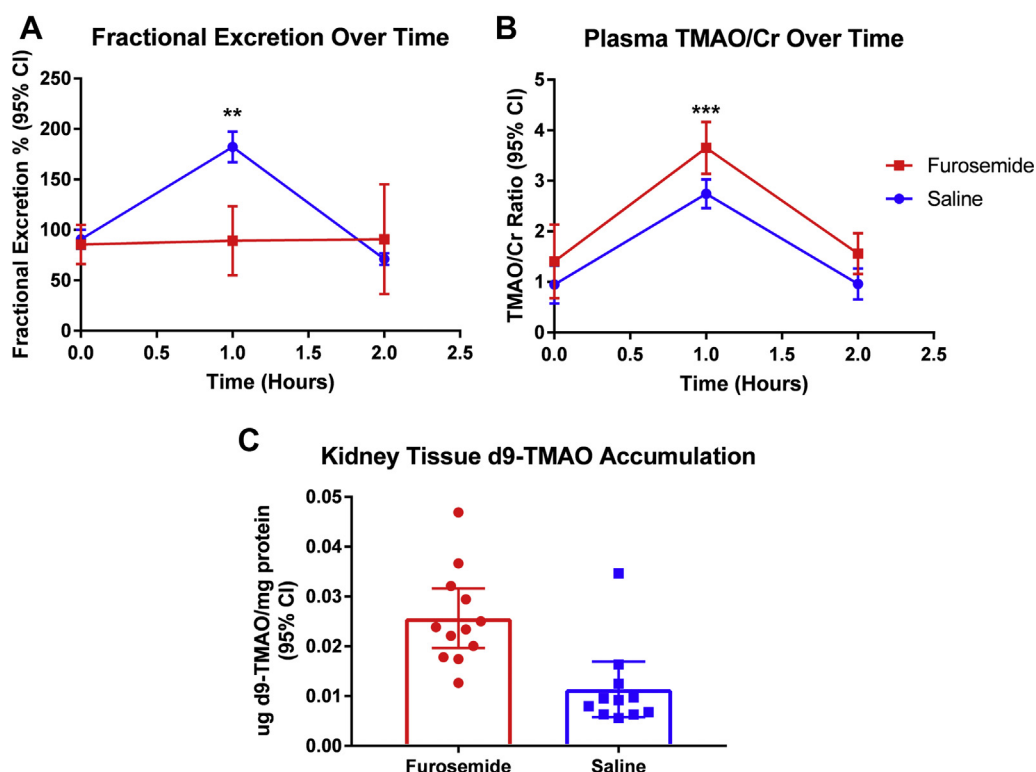 A
Fractional Excretion Over Time
Fractional Excretion % (95% CI)
250
200
150
100
50
0
**
0.0 0.5 1.0 1.5 2.0 2.5
Time (Hours)
B
Plasma TMAO/Cr Over Time
TMAO/Cr Ratio (95% CI)
5
4
3
2
1
0
***
0.0 0.5 1.0 1.5 2.0 2.5
Time (Hours)
Furosemide
Saline
C
Kidney Tissue d9-TMAO Accumulation
ug d9-TMAO/mg protein
(95% CI)
0.05
0.04
0.03
0.02
0.01
0.00
Furosemide Saline